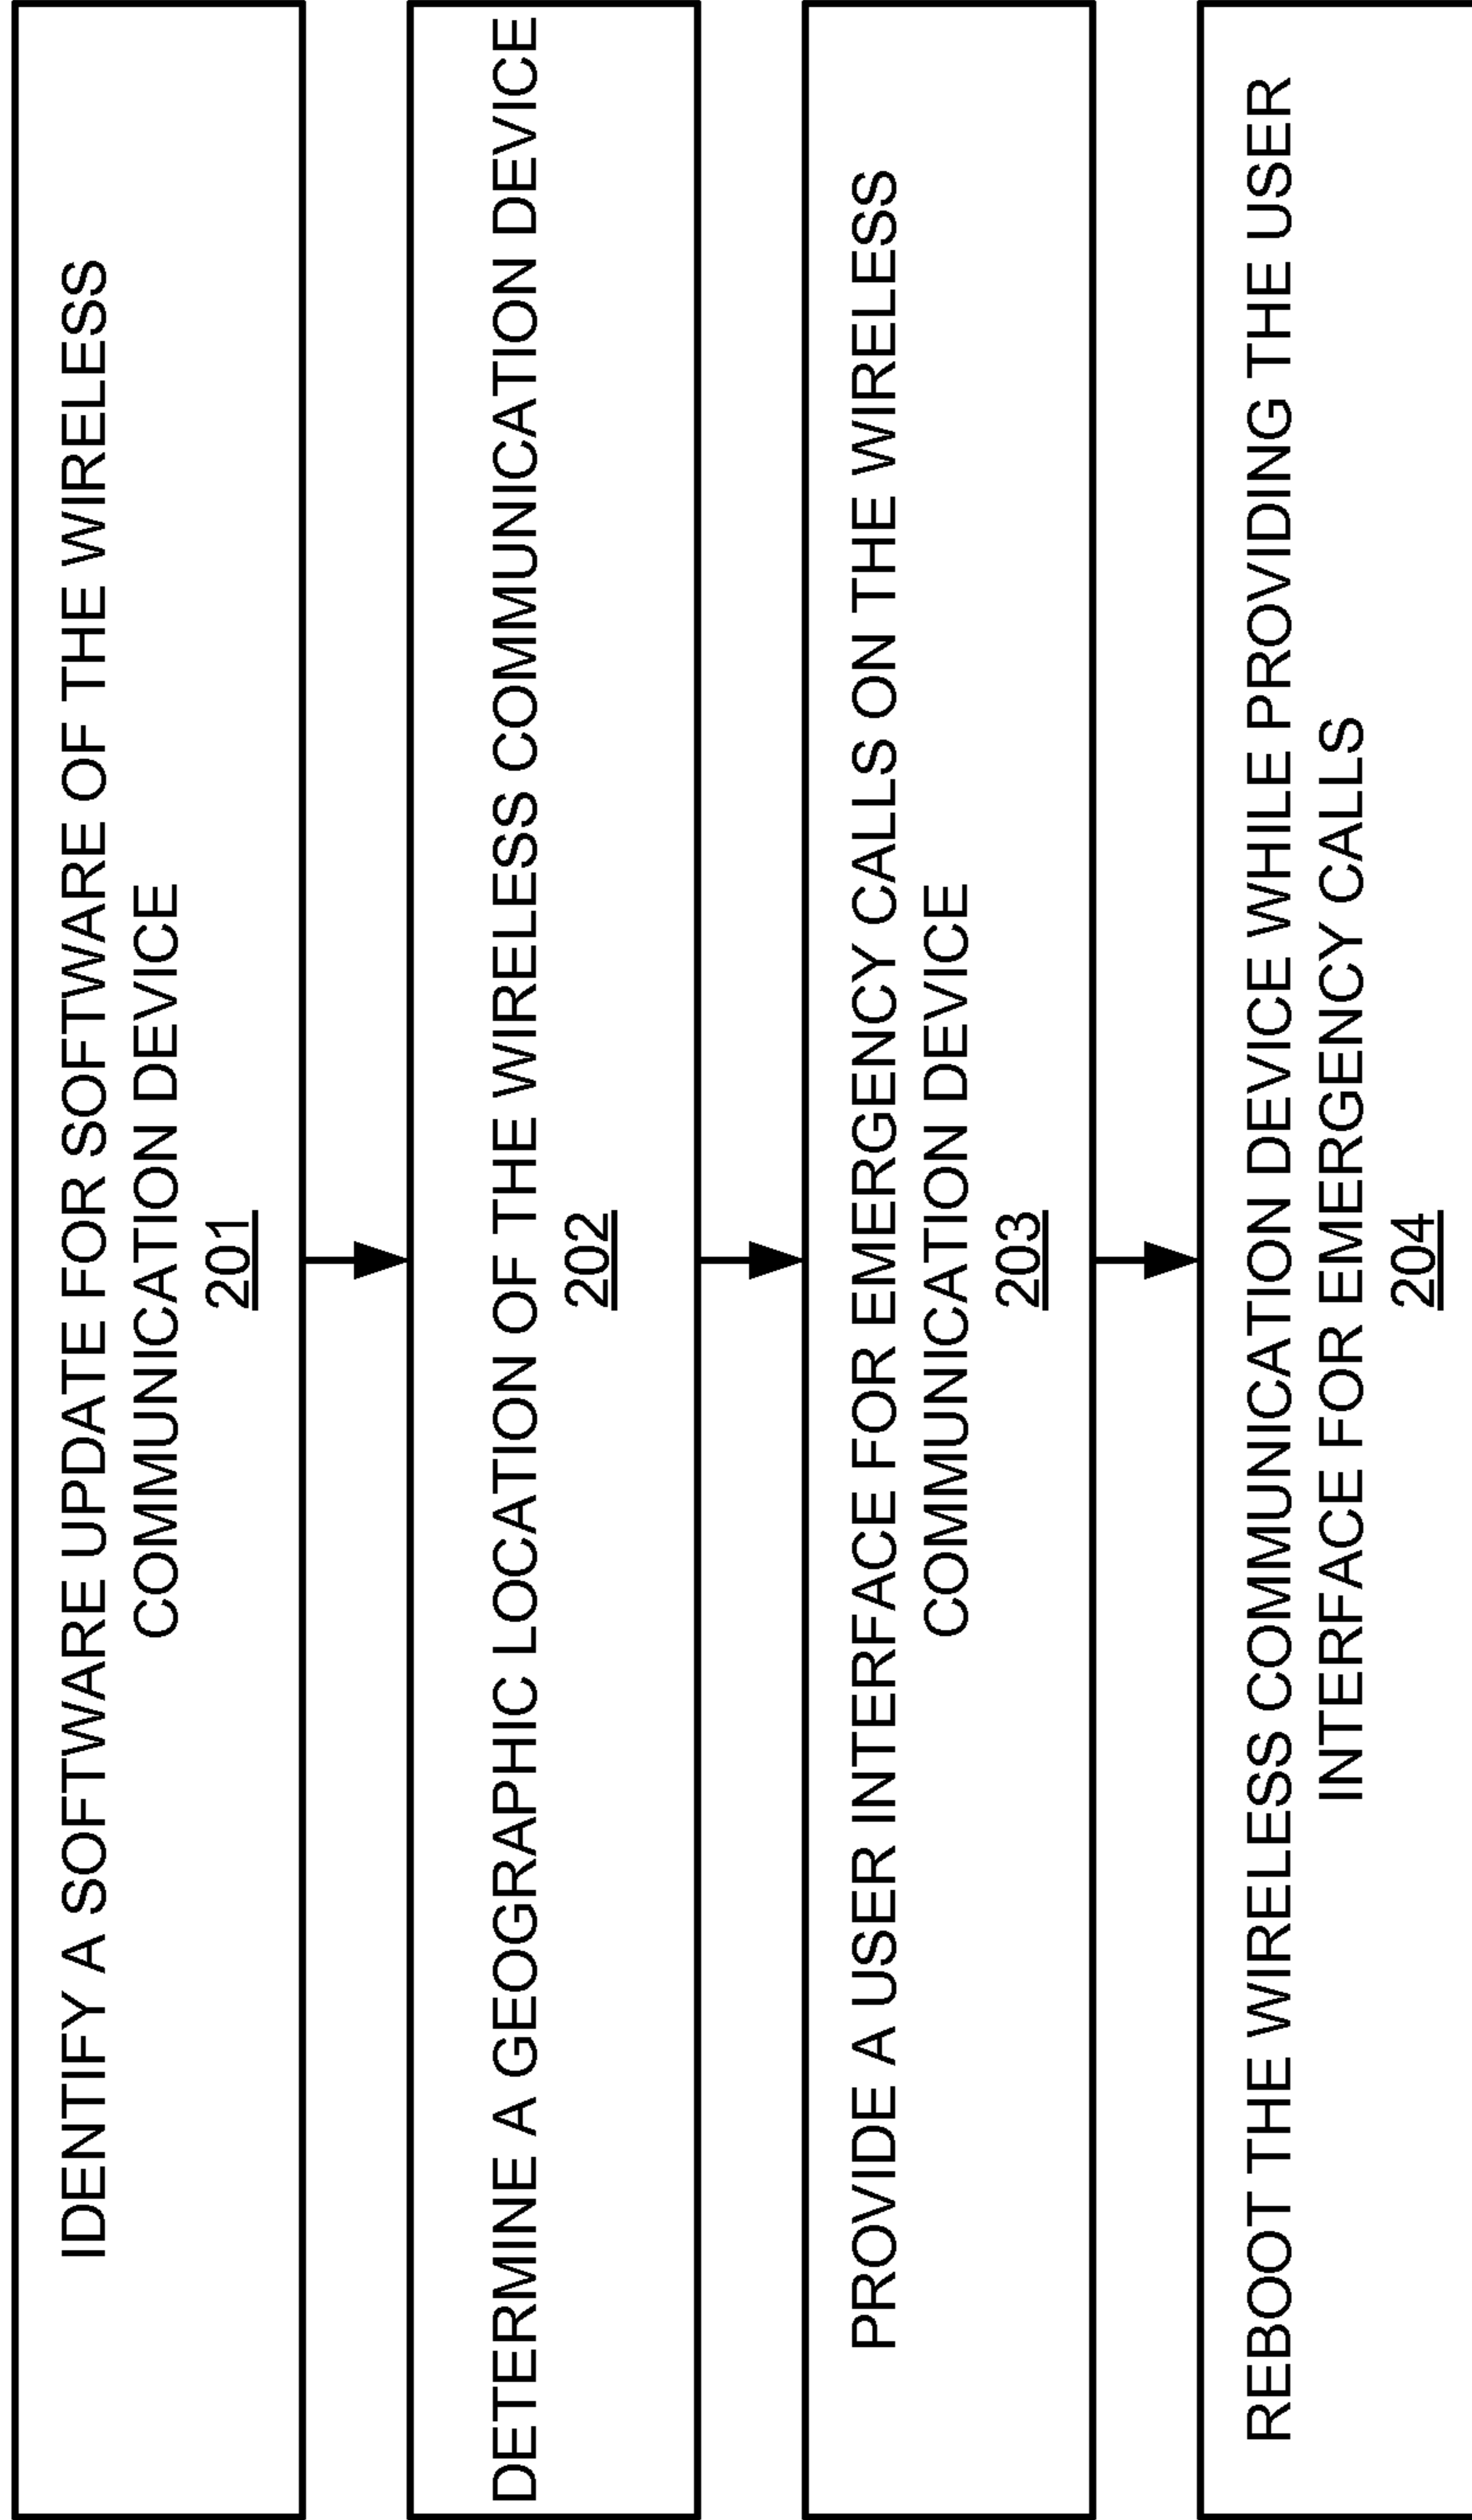 IDENTIFY A SOFTWARE UPDATE FOR SOFTWARE OF THE WIRELESS
COMMUNICATION DEVICE
201
DETERMINE A GEOGRAPHIC LOCATION OF THE WIRELESS COMMUNICATION DEVICE
202
PROVIDE A USER INTERFACE FOR EMERGENCY CALLS ON THE WIRELESS
COMMUNICATION DEVICE
203
REBOOT THE WIRELESS COMMUNICATION DEVICE WHILE PROVIDING THE USER
INTERFACE FOR EMERGENCY CALLS
204